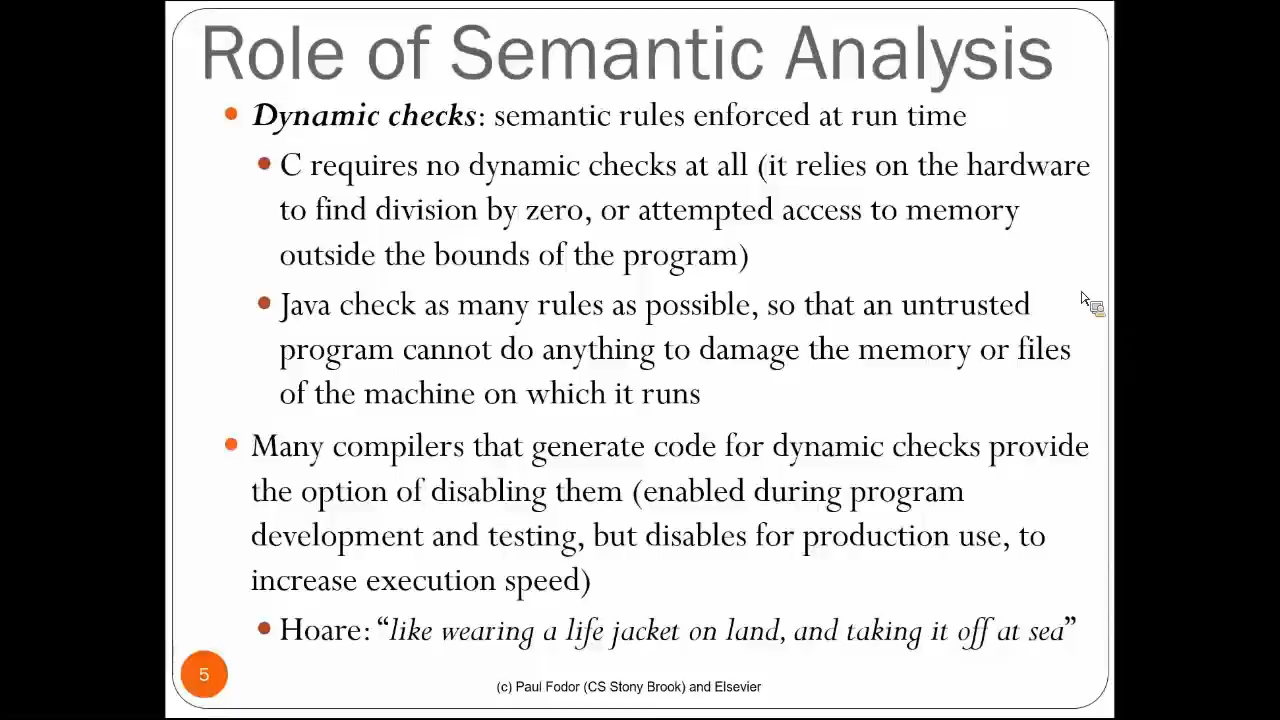 Role of Semantic Analysis
Dynamic checks: semantic rules enforced at run time
C requires no dynamic checks at all (it relies on the hardware
to find division by zero, or attempted access to memory
outside the bounds of the program)
Java check as many rules as possible, so that an untrusted
program cannot do anything to damage the memory or files
of the machine on which it runs
Many compilers that generate code for dynamic checks provide
the option of disabling them (enabled during program
development and testing, but disables for production use, to
increase execution speed)
Hoare: “like wearing a life jacket on land, and taking it off at sea”
5
(c) Paul Fodor (CS Stony Brook) and Elsevier